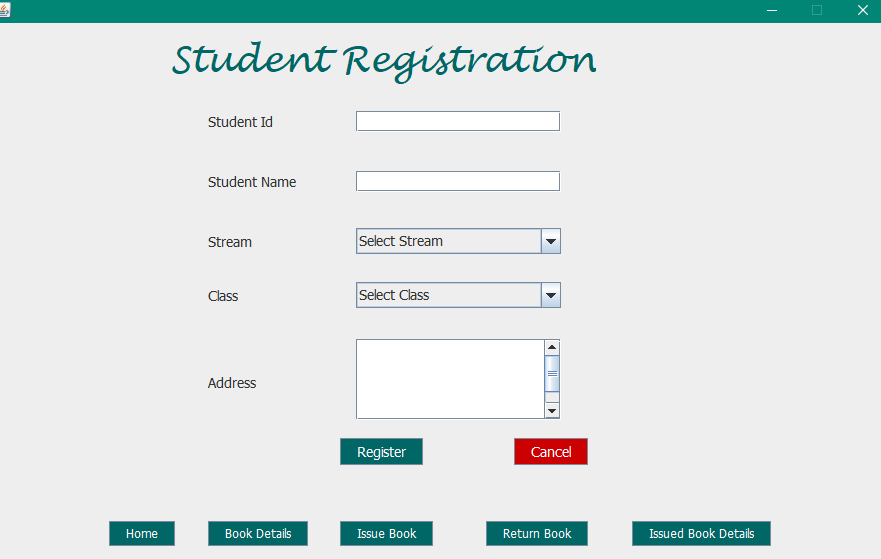 Student Registration
Student Id
Student Name
Stream Select Stream
Class Select Class
Address
Register Cancel
Home Book Details Issue Book Return Book Issued Book Details